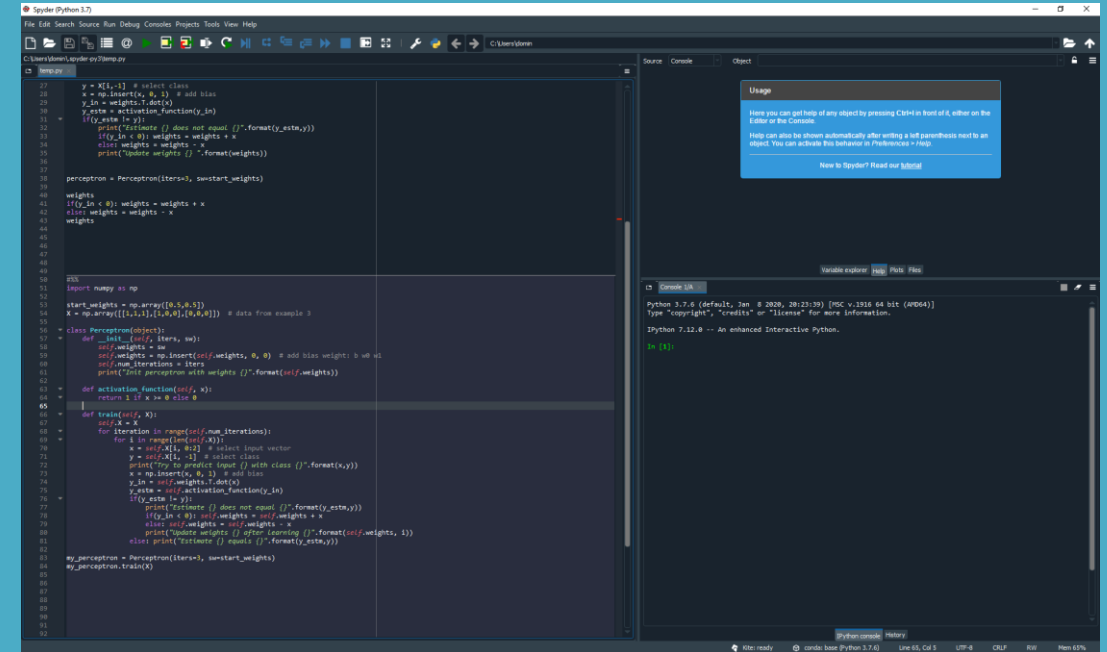 Spyder (Python 3.7)
File Edit Search Source Run Debug Consoles Projects Tools View Help
C:\Users\domin
C:\Users\domin\.spyder-py3\temp.py
temp.py
27 y = X[i,-1] # select class
28 x = np.insert(x, 0, 1) # add bias
29 y_in = weights.T.dot(x)
30 y_estm = activation_function(y_in)
31 if(y_estm != y):
32 print("Estimate {} does not equal {}".format(y_estm,y))
33 if(y_in < 0): weights = weights + x
34 else: weights = weights - x
35 print("Update weights {} ".format(weights))
36
37
38 perceptron = Perceptron(iters=3, sw=start_weights)
39
40 weights
41 if(y_in < 0): weights = weights + x
42 else: weights = weights - x
43 weights
44
45
46
47
48
49
50 #%%
51 import numpy as np
52
53 start_weights = np.array([0.5,0.5])
54 X = np.array([[1,1,1],[1,0,0],[0,0,0]]) # data from example 3
55
56 class Perceptron(object):
57 def __init__(self, iters, sw):
58 self.weights = sw
59 self.weights = np.insert(self.weights, 0, 0) # add bias weight: b w0 w1
60 self.num_iterations = iters
61 print("Init perceptron with weights {}".format(self.weights))
62
63 def activation_function(self, x):
64 return 1 if x >= 0 else 0
65
66 def train(self, X):
67 self.X = X
68 for iteration in range(self.num_iterations):
69 for i in range(len(self.X)):
70 x = self.X[i, 0:2] # select input vector
71 y = self.X[i, -1] # select class
72 print("Try to predict input {} with class {}".format(x,y))
73 x = np.insert(x, 0, 1) # add bias
74 y_in = self.weights.T.dot(x)
75 y_estm = self.activation_function(y_in)
76 if(y_estm != y):
77 print("Estimate {} does not equal {}".format(y_estm,y))
78 if(y_in < 0): self.weights = self.weights + x
79 else: self.weights = self.weights - x
80 print("Update weights {} after learning {}".format(self.weights, i))
81 else: print("Estimate {} equals {}".format(y_estm,y))
82
83 my_perceptron = Perceptron(iters=3, sw=start_weights)
84 my_perceptron.train(X)
85
86
87
88
89
90
91
92
Source Console Object
Usage
Here you can get help of any object by pressing Ctrl+I in front of it, either on the
Editor or the Console.
Help can also be shown automatically after writing a left parenthesis next to an
object. You can activate this behavior in Preferences > Help.
New to Spyder? Read our tutorial
Variable explorer Help Plots Files
Console 1/A
Python 3.7.6 (default, Jan 8 2020, 20:23:39) [MSC v.1916 64 bit (AMD64)]
Type "copyright", "credits" or "license" for more information.
IPython 7.12.0 -- An enhanced Interactive Python.
In [1]:
IPython console History
Kite: ready conda: base (Python 3.7.6) Line 65, Col 5 UTF-8 CRLF RW Mem 65%